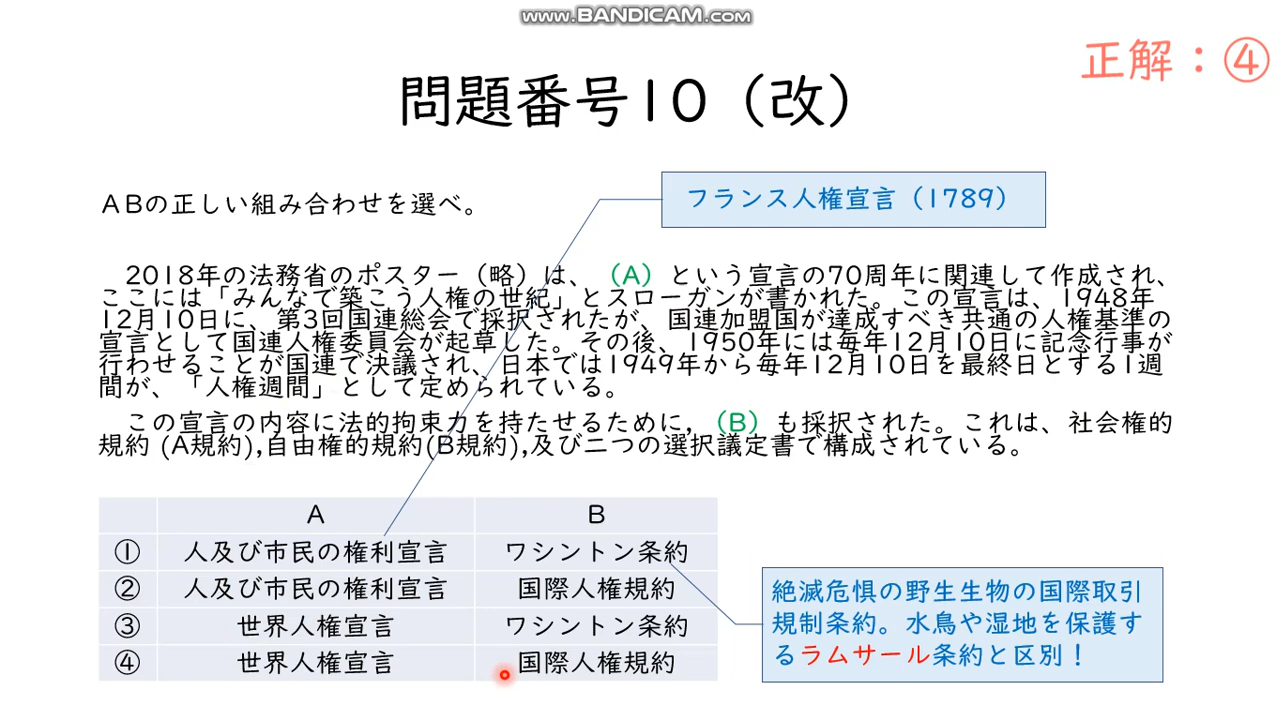 www.BANDICAM.com
正解：④
問題番号10（改）
フランス人権宣言（1789）
ABの正しい組み合わせを選べ。
2018年の法務省のポスター（略）は、（A）という宣言の70周年に関連して作成され、
ここには「みんなで築こう人権の世紀」とスローガンが書かれた。この宣言は、1948年
12月10日に、第3回国連総会で採択されたが、国連加盟国が達成すべき共通の人権基準の
宣言として国連人権委員会が起草した。その後、1950年には毎年12月10日に記念行事が
行わせることが国連で決議され、日本では1949年から毎年12月10日を最終日とする1週
間が、「人権週間」として定められている。
この宣言の内容に法的拘束力を持たせるために,（B）も採択された。これは、社会権的
規約 (A規約),自由権的規約(B規約),及び二つの選択議定書で構成されている。
A B
① 人及び市民の権利宣言 ワシントン条約
② 人及び市民の権利宣言 国際人権規約
③ 世界人権宣言 ワシントン条約
④ 世界人権宣言 国際人権規約
絶滅危惧の野生生物の国際取引
規制条約。水鳥や湿地を保護す
るラムサール条約と区別！